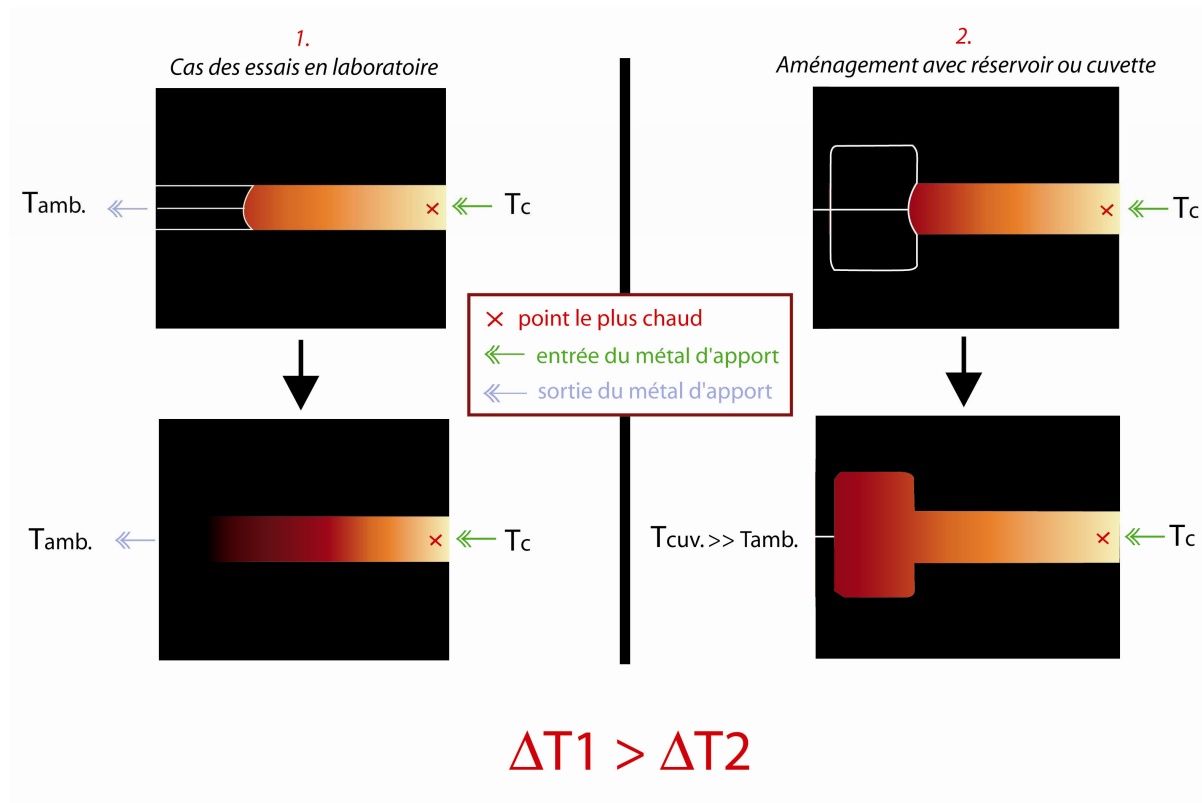 1.
Cas des essais en laboratoire
Tamb.
Tc
Tamb.
Tc
× point le plus chaud
entrée du métal d'apport
sortie du métal d'apport
2.
Aménagement avec réservoir ou cuvette
Tc
Tcuv. >> Tamb.
Tc
ΔT1 > ΔT2